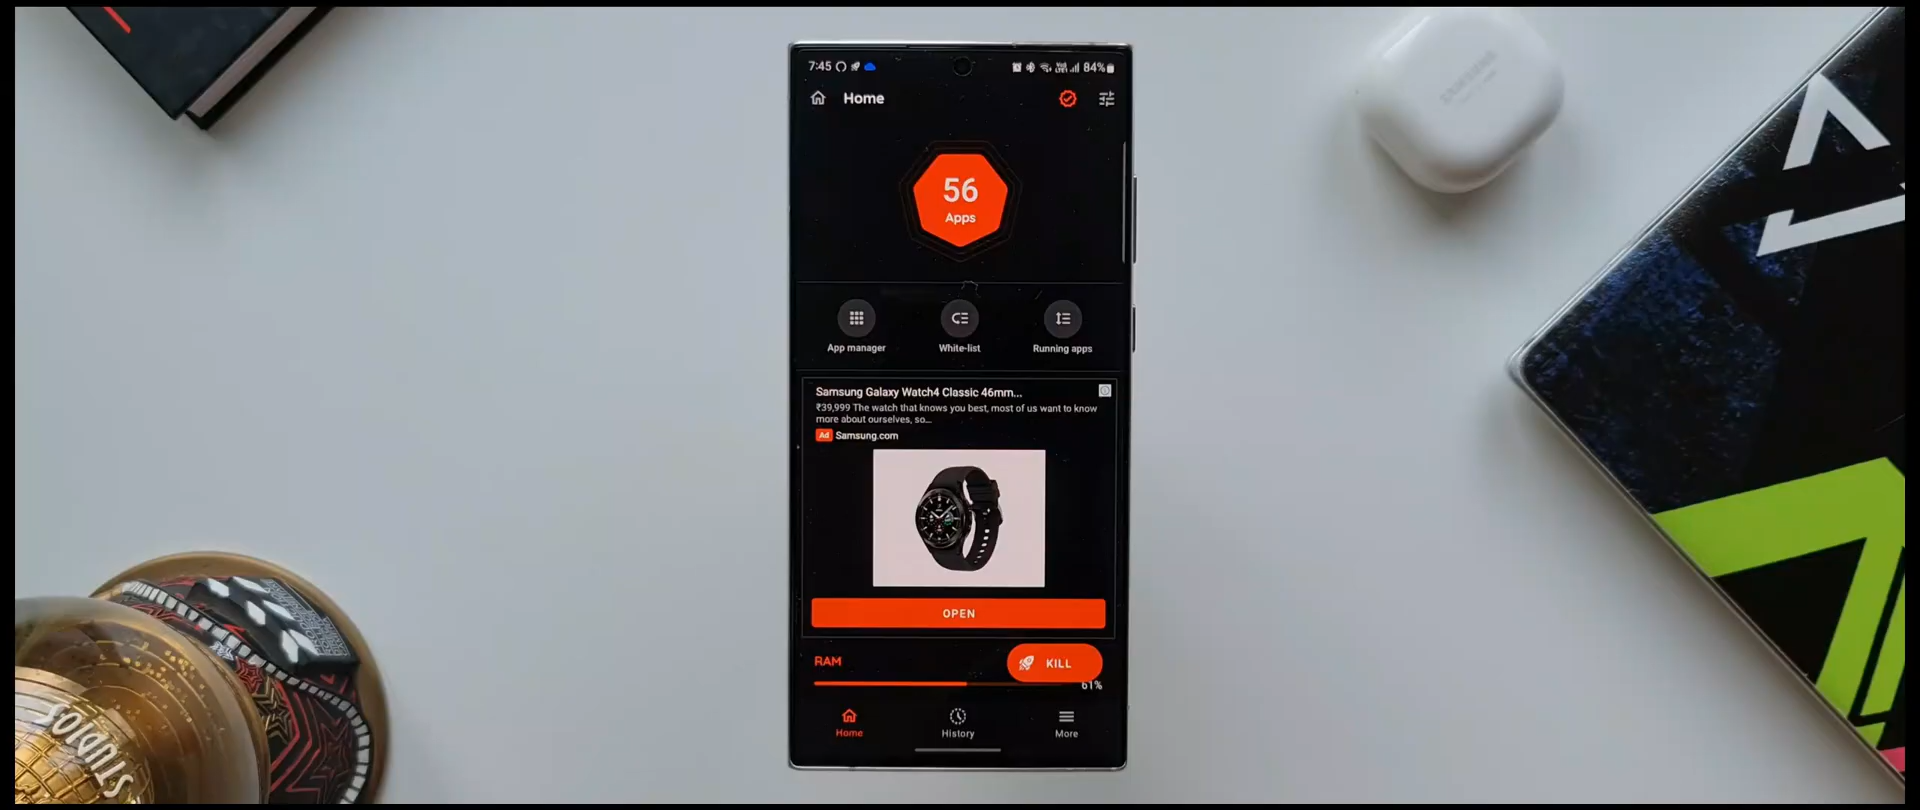 7:45
84%
Home
56
Apps
App manager
White-list
Running apps
Samsung Galaxy Watch4 Classic 46mm...
₹39,999 The watch that knows you best, most of us want to know
more about ourselves, so...
Ad Samsung.com
OPEN
RAM
KILL
61%
Home
History
More
SAMSUNG
STUDIOS